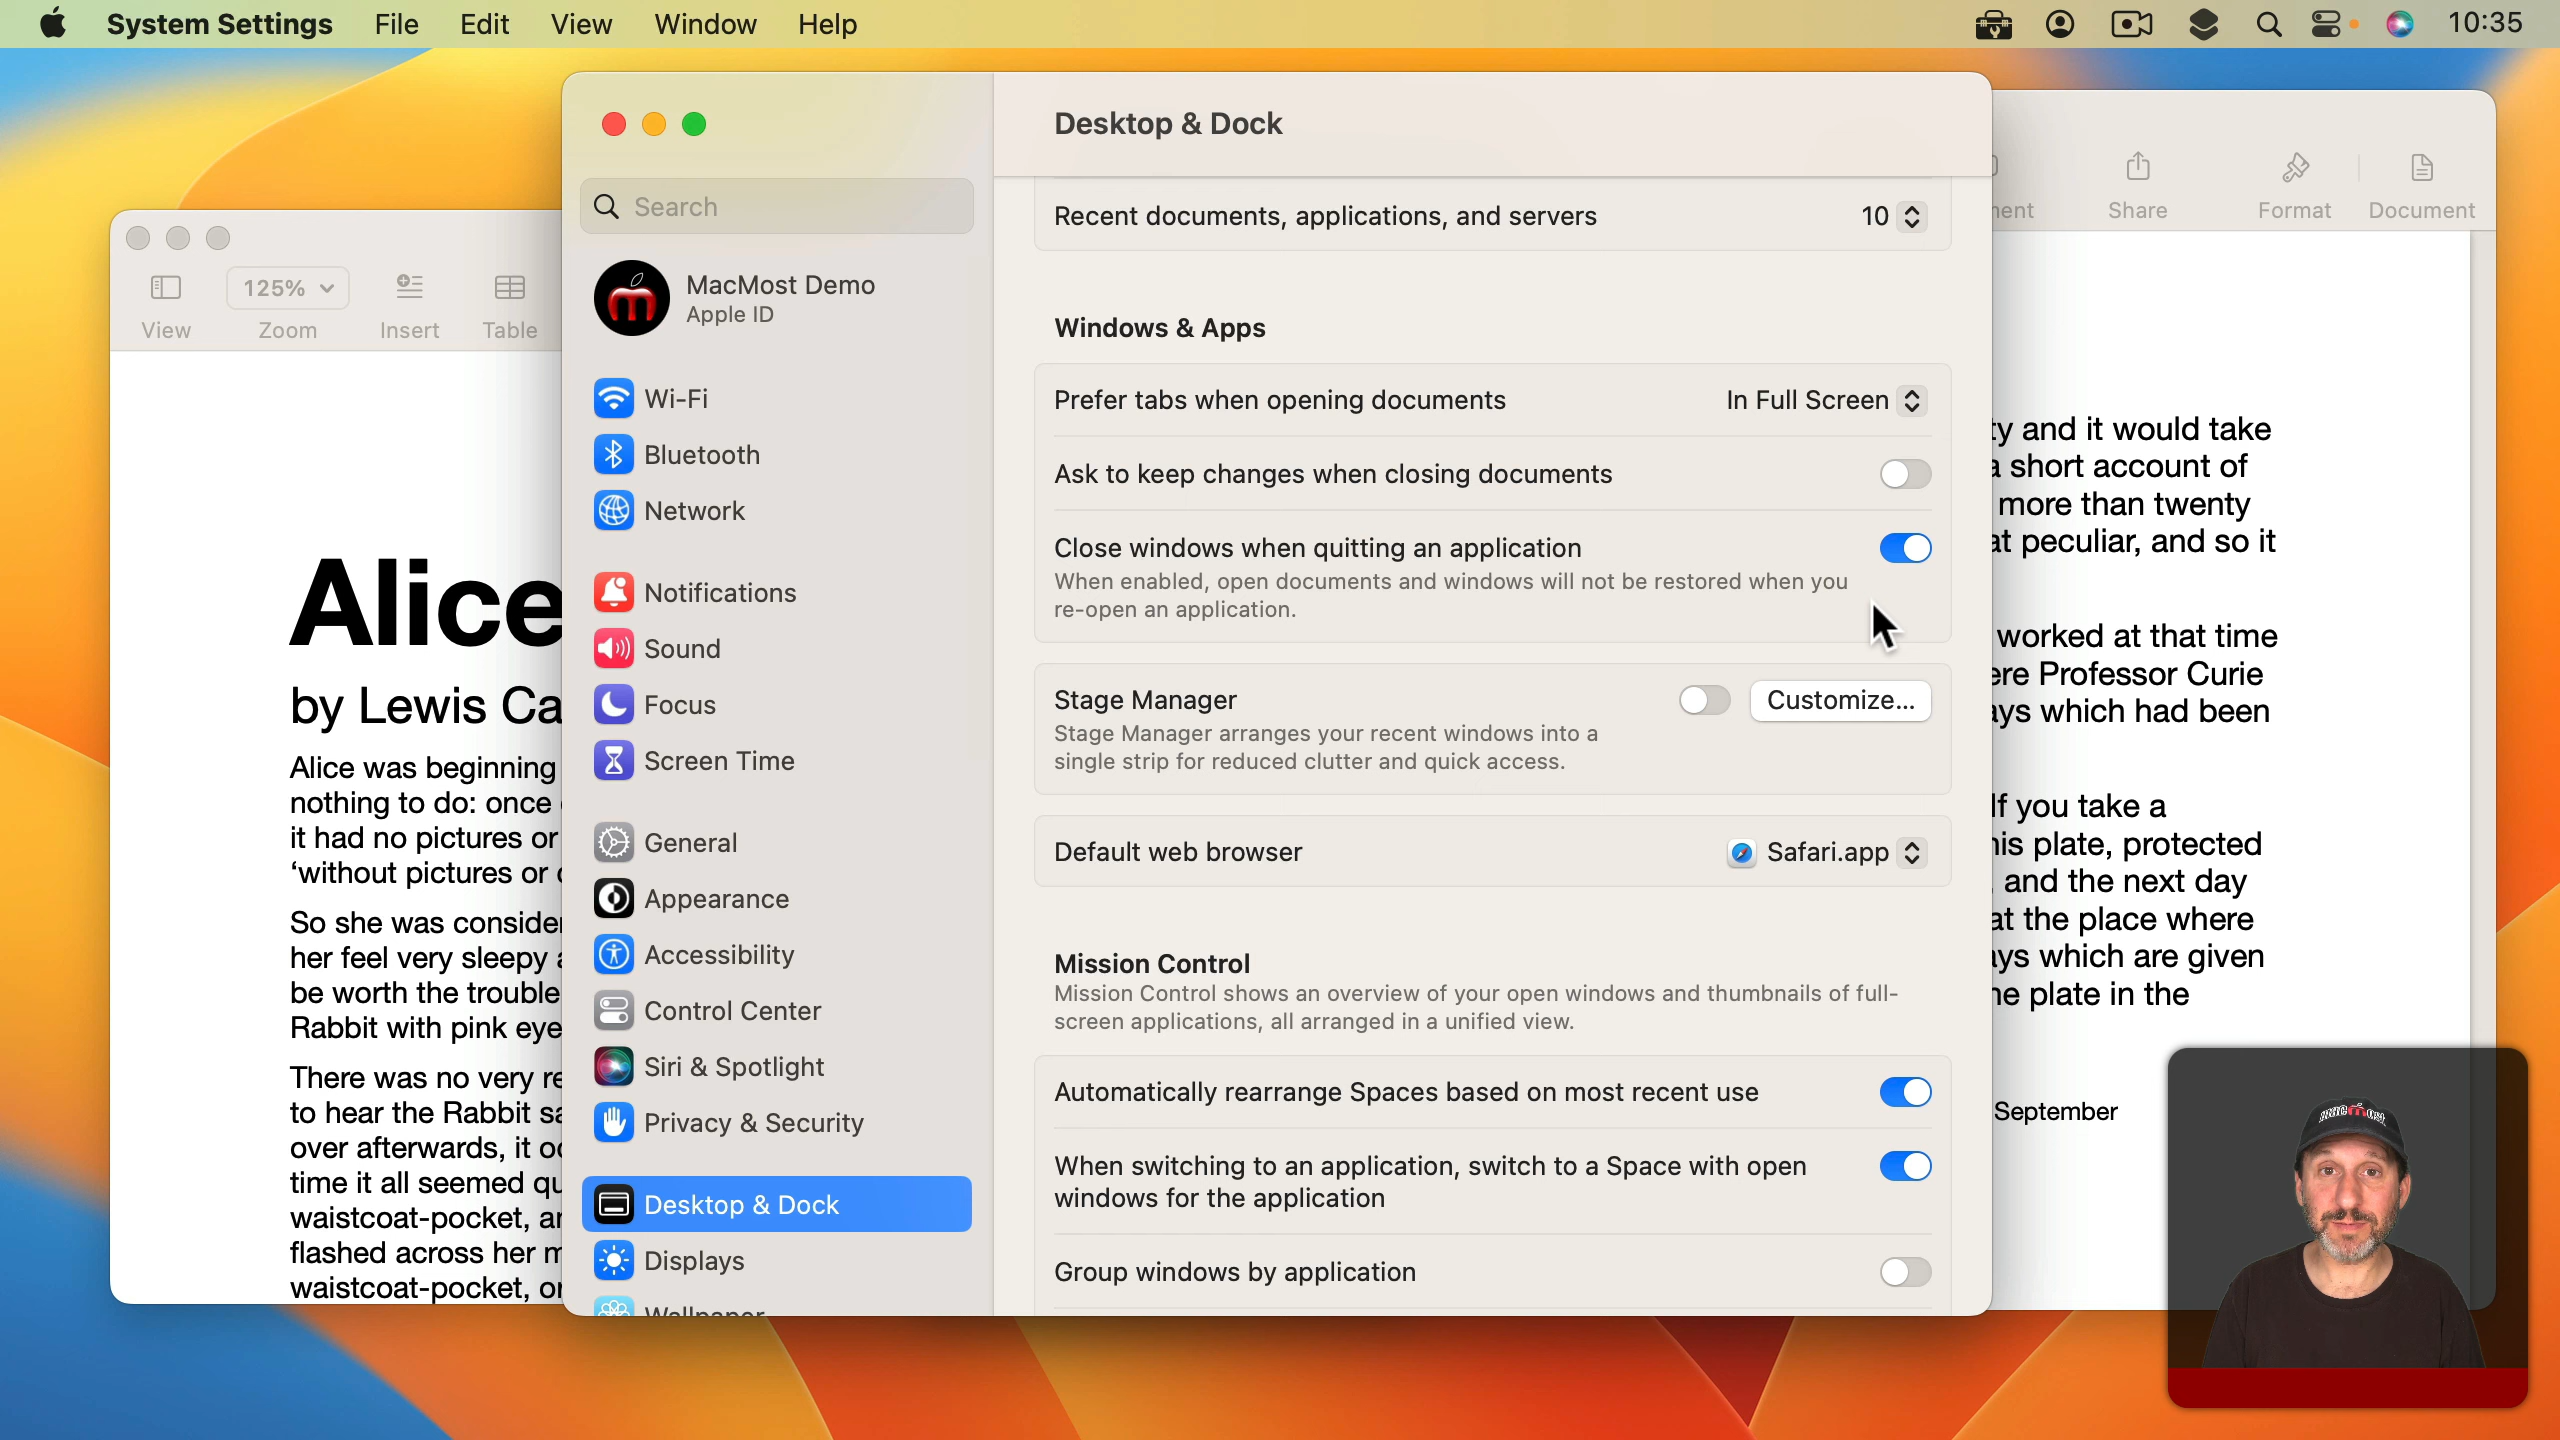 System Settings File Edit View Window Help 10:35
Desktop & Dock
Search
MacMost Demo
Apple ID
Wi-Fi
Bluetooth
Network
Notifications
Sound
Focus
Screen Time
General
Appearance
Accessibility
Control Center
Siri & Spotlight
Privacy & Security
Desktop & Dock
Displays
Wallpaper
Recent documents, applications, and servers 10
Windows & Apps
Prefer tabs when opening documents In Full Screen
Ask to keep changes when closing documents
Close windows when quitting an application
When enabled, open documents and windows will not be restored when you
re-open an application.
Stage Manager Customize...
Stage Manager arranges your recent windows into a
single strip for reduced clutter and quick access.
Default web browser Safari.app
Mission Control
Mission Control shows an overview of your open windows and thumbnails of full-
screen applications, all arranged in a unified view.
Automatically rearrange Spaces based on most recent use
When switching to an application, switch to a Space with open
windows for the application
Group windows by application
125%
View Zoom Insert Table
Alice
by Lewis Ca
Alice was beginning
nothing to do: once
it had no pictures or
‘without pictures or
So she was consider
her feel very sleepy
be worth the trouble
Rabbit with pink eye
There was no very re
to hear the Rabbit sa
over afterwards, it oc
time it all seemed qu
waistcoat-pocket, an
flashed across her m
waistcoat-pocket, or
ment Share Format Document
ty and it would take
a short account of
more than twenty
at peculiar, and so it
worked at that time
ere Professor Curie
ays which had been
If you take a
his plate, protected
, and the next day
at the place where
ays which are given
he plate in the
September
MACMOST